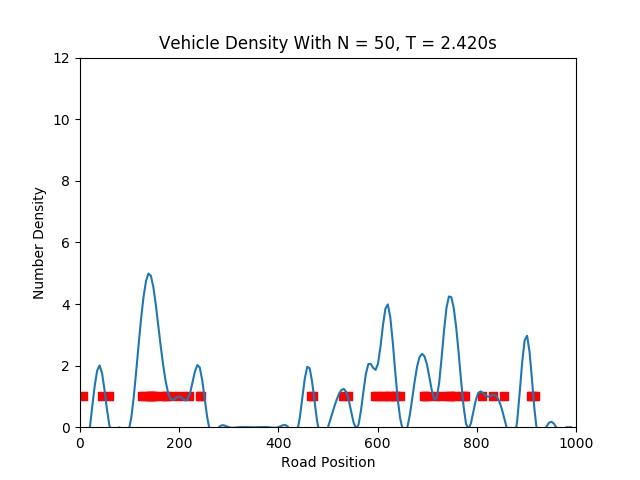 Vehicle Density With N = 50, T = 2.420s
12
10
8
6
4
2
0
Number Density
0 200 400 600 800 1000
Road Position